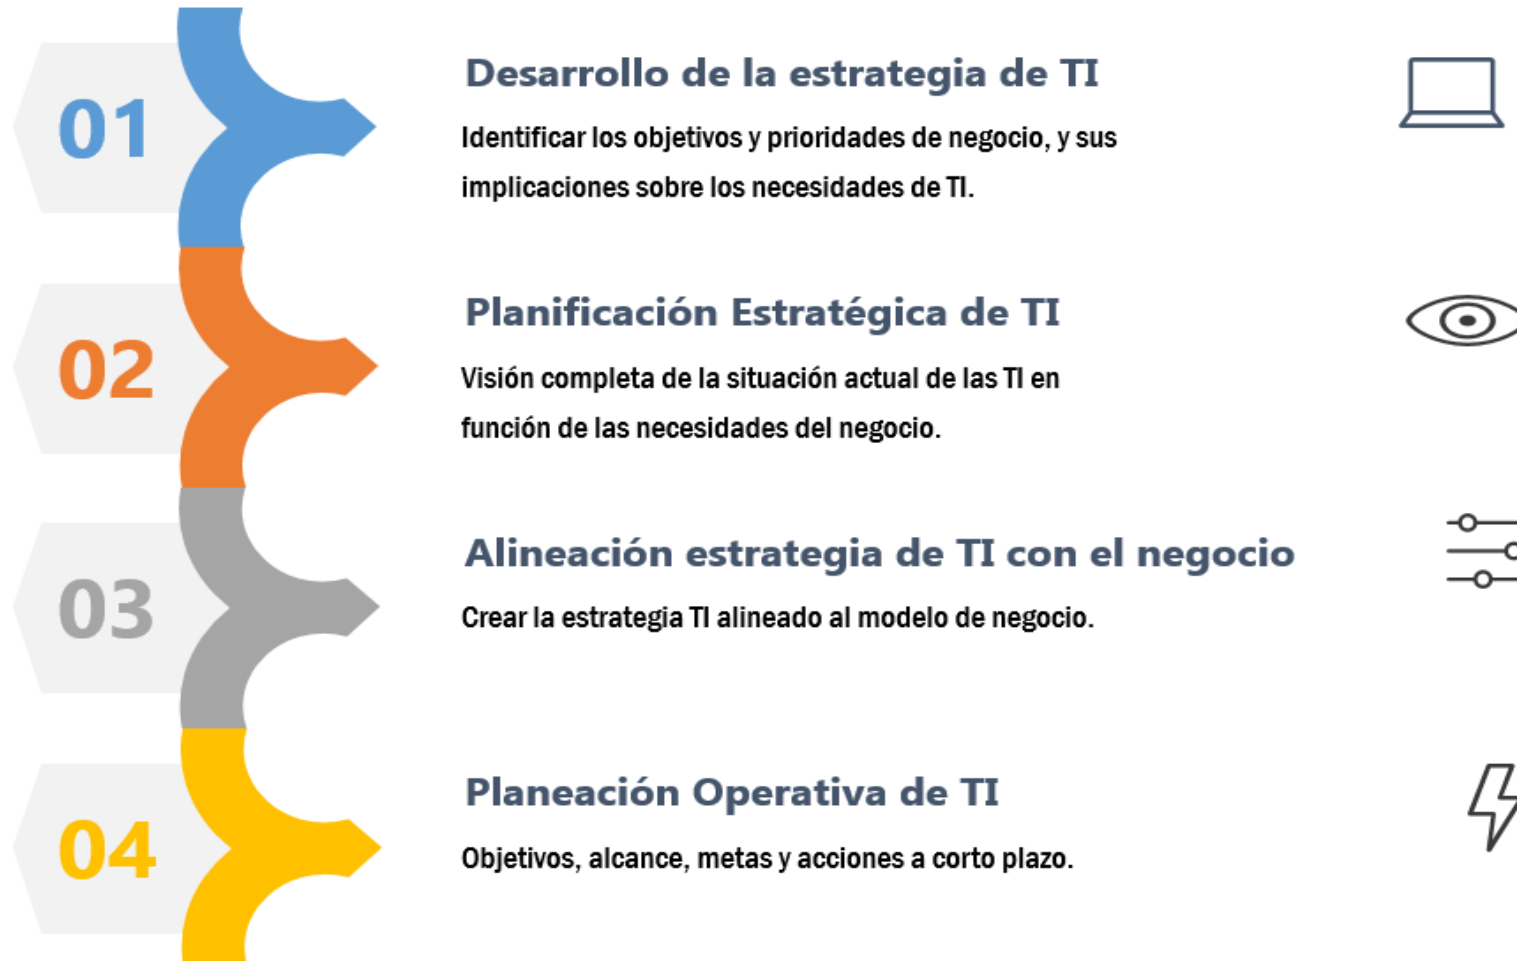 01
Desarrollo de la estrategia de TI
Identificar los objetivos y prioridades de negocio, y sus
implicaciones sobre los necesidades de TI.
02
Planificación Estratégica de TI
Visión completa de la situación actual de las TI en
función de las necesidades del negocio.
03
Alineación estrategia de TI con el negocio
Crear la estrategia TI alineado al modelo de negocio.
04
Planeación Operativa de TI
Objetivos, alcance, metas y acciones a corto plazo.